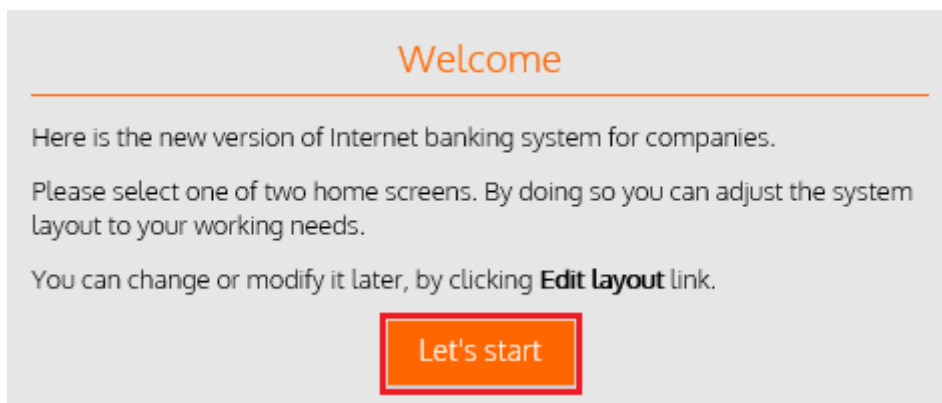 Welcome
Here is the new version of Internet banking system for companies.
Please select one of two home screens. By doing so you can adjust the system
layout to your working needs.
You can change or modify it later, by clicking Edit layout link.
Let's start